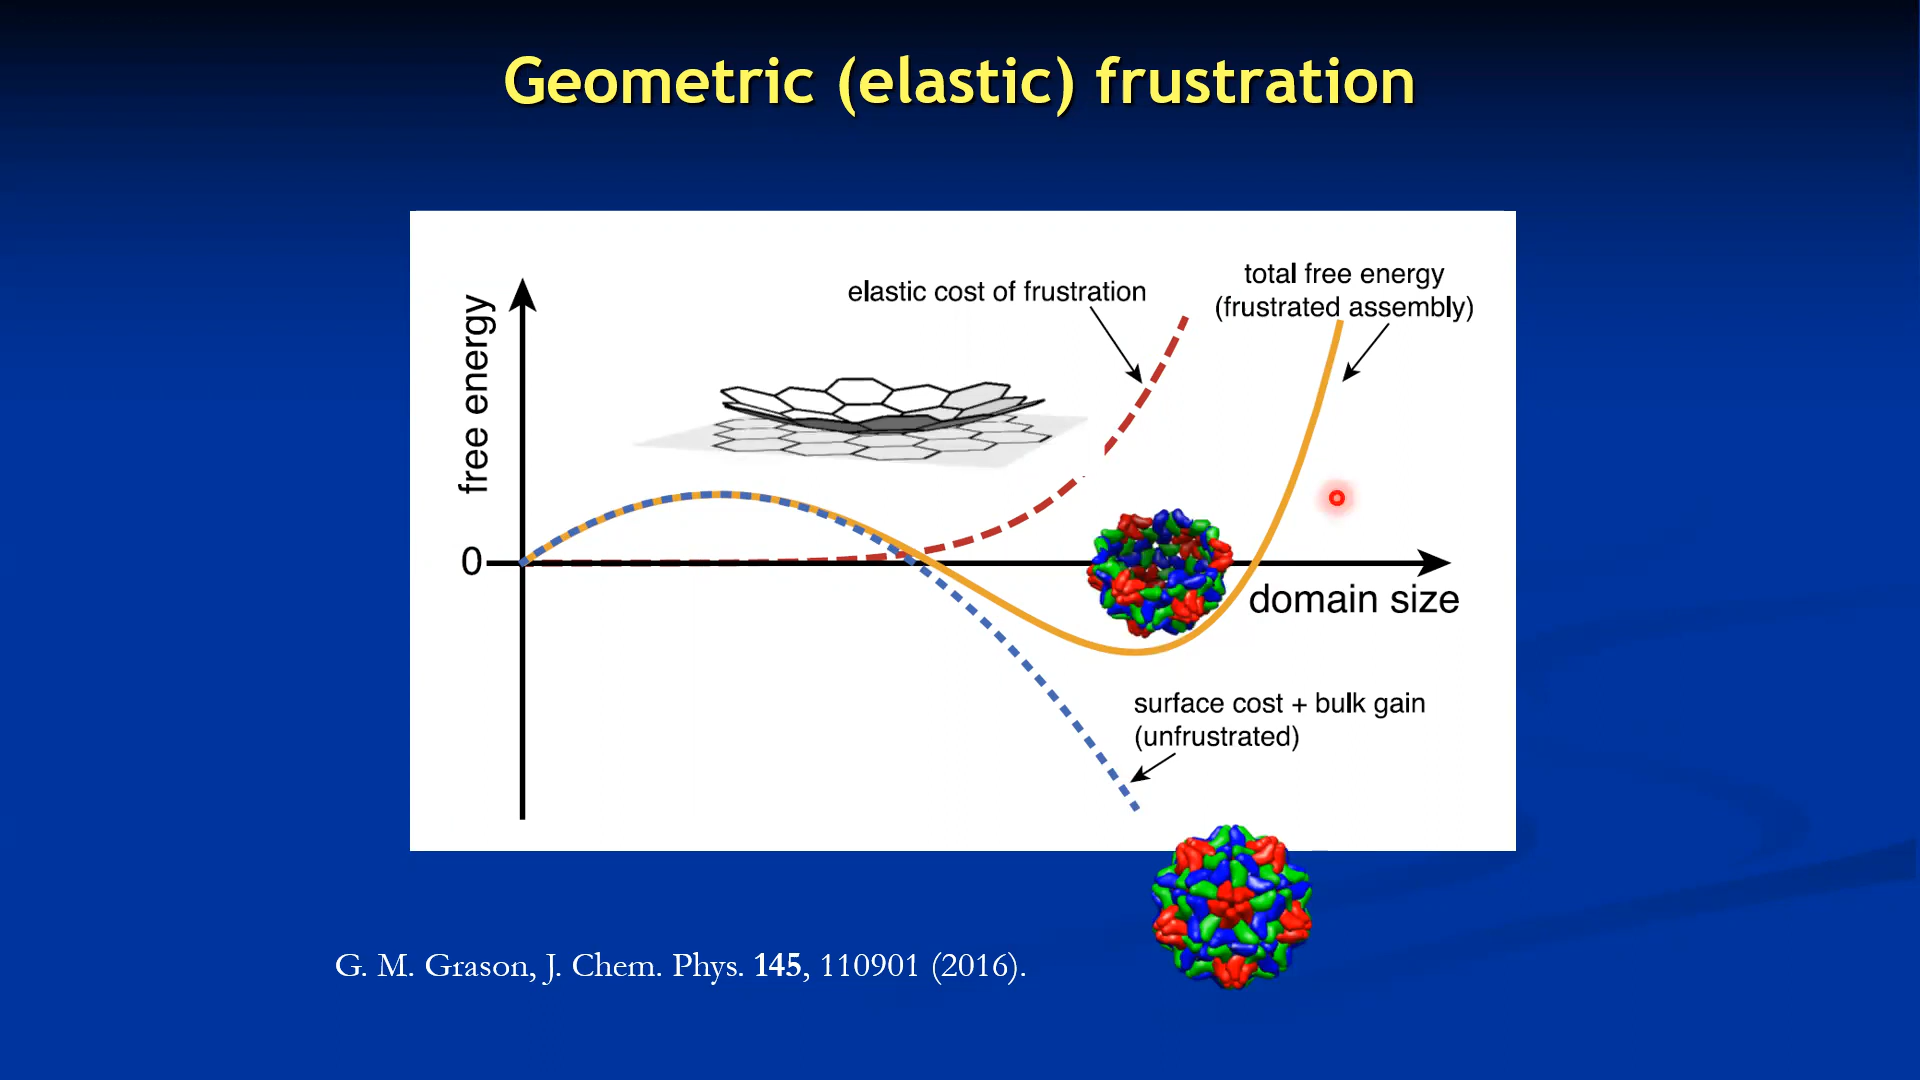 Geometric (elastic) frustration
total free energy
(frustrated assembly)
elastic cost of frustration
free energy
0
domain size
surface cost + bulk gain
(unfrustrated)
G. M. Grason, J. Chem. Phys. 145, 110901 (2016).